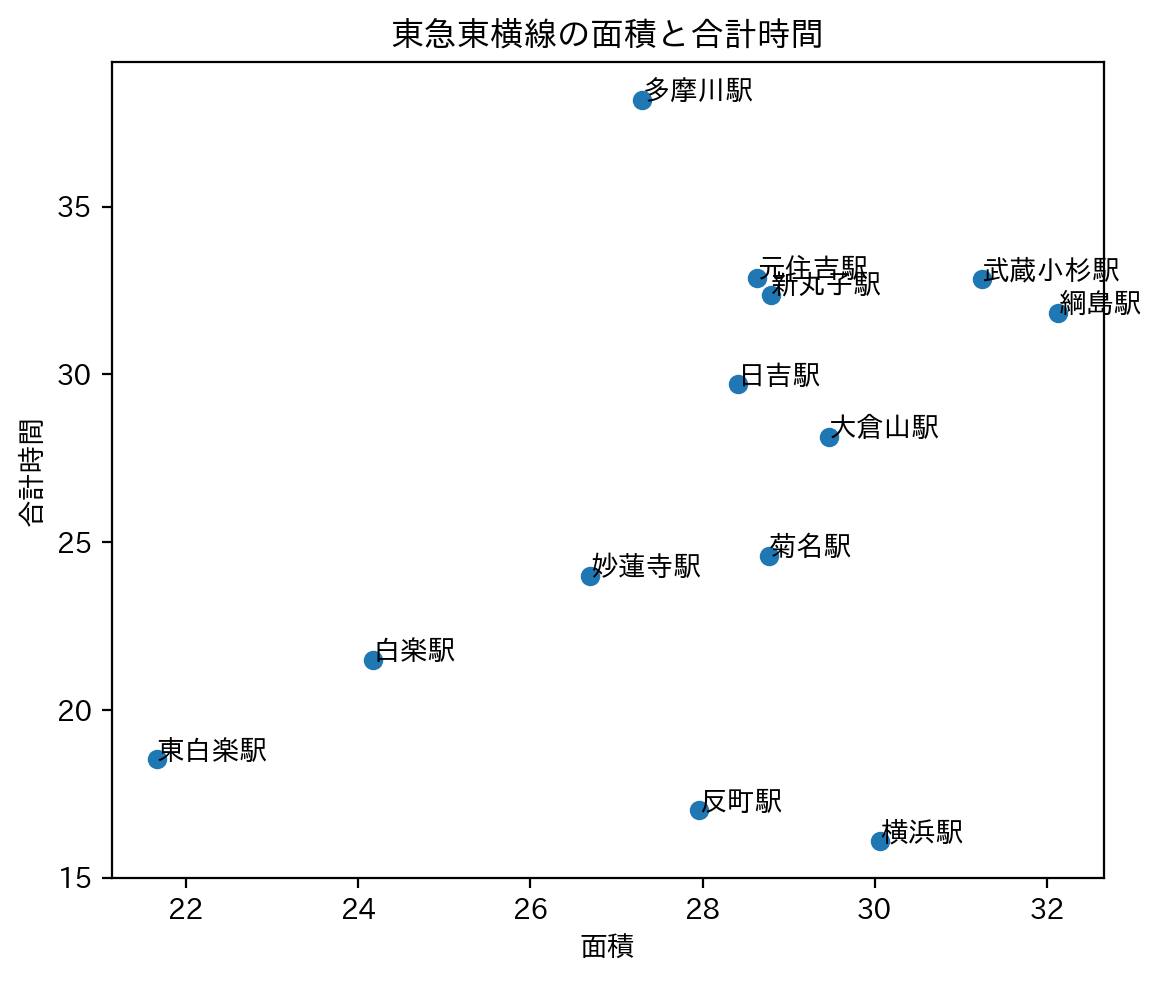 東急東横線の面積と合計時間
多摩川駅
35
元住吉駅
武蔵小杉駅
新丸子駅
綱島駅
30
日吉駅
大倉山駅
合計時間
25
菊名駅
妙蓮寺駅
白楽駅
20
東白楽駅
反町駅
横浜駅
15
22 24 26 28 30 32
面積